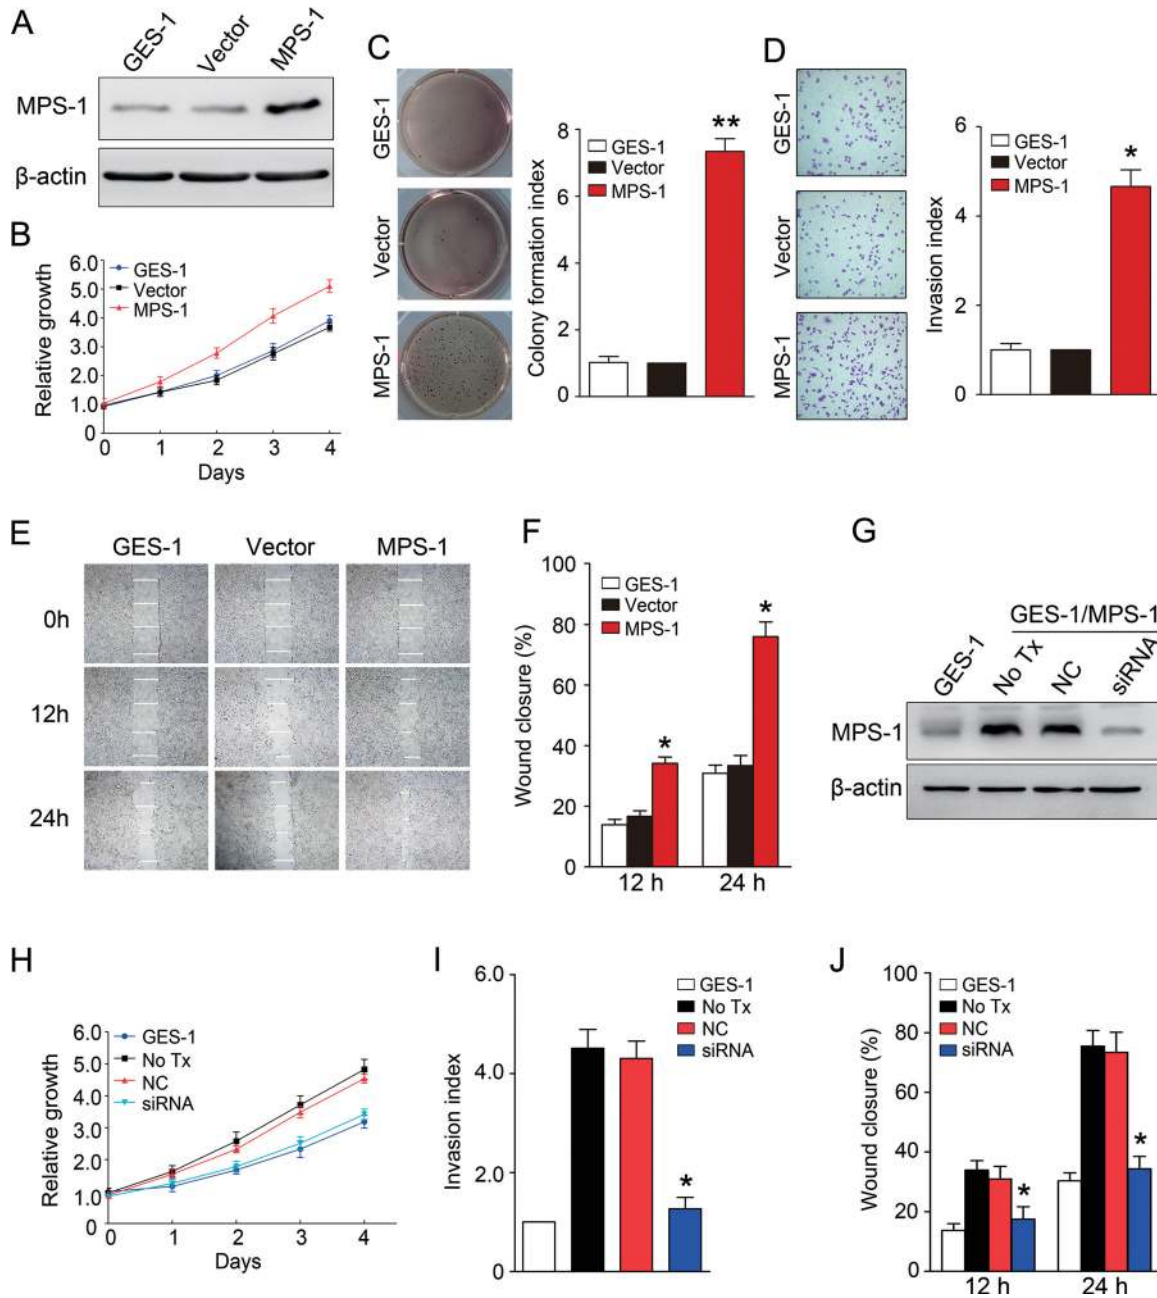 A
GES-1
Vector
MPS-1
MPS-1
β-actin
B
Relative growth
6.0
5.0
4.0
3.0
2.0
1.0
0
GES-1
Vector
MPS-1
0 1 2 3 4
Days
C
GES-1
Vector
MPS-1
Colony formation index
8
6
4
2
0
GES-1
Vector
MPS-1
**
D
GES-1
Vector
MPS-1
Invasion index
6
4
2
0
GES-1
Vector
MPS-1
*
E
GES-1 Vector MPS-1
0h
12h
24h
F
Wound closure (%)
100
80
60
40
20
0
GES-1
Vector
MPS-1
*
*
12 h 24 h
G
GES-1/MPS-1
GES-1
No Tx
NC
siRNA
MPS-1
β-actin
H
Relative growth
6.0
5.0
4.0
3.0
2.0
1.0
0
GES-1
No Tx
NC
siRNA
0 1 2 3 4
Days
I
Invasion index
6.0
4.0
2.0
0
GES-1
No Tx
NC
siRNA
*
J
Wound closure (%)
100
80
60
40
20
0
GES-1
No Tx
NC
siRNA
*
*
12 h 24 h